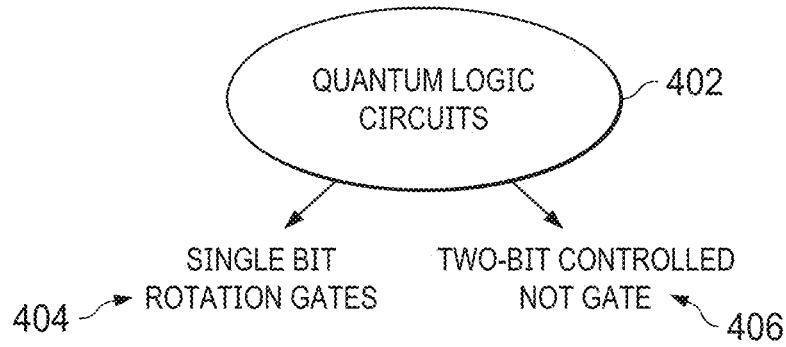 QUANTUM LOGIC
CIRCUITS
402
SINGLE BIT
ROTATION GATES
404
TWO-BIT CONTROLLED
NOT GATE
406